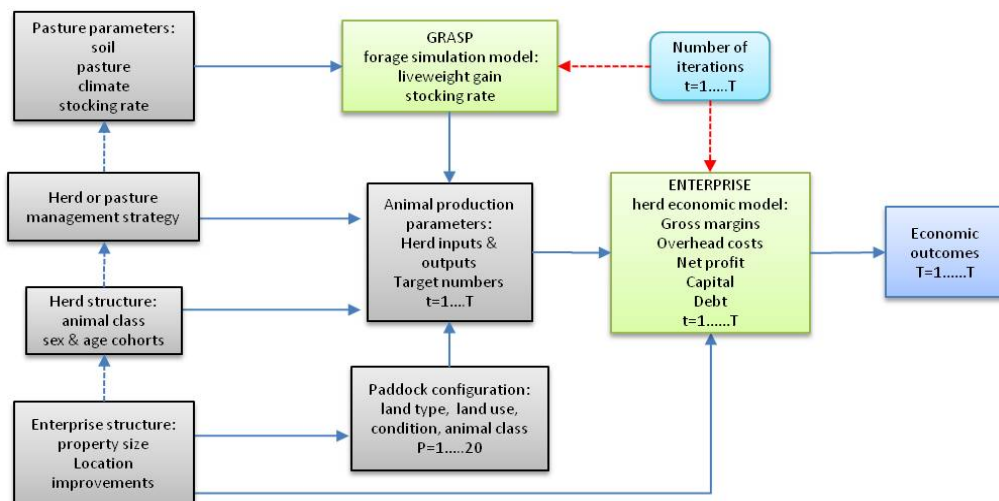 Pasture parameters:
soil
pasture
climate
stocking rate
GRASP
forage simulation model:
liveweight gain
stocking rate
Number of
iterations
t=1.....T
Herd or pasture
management strategy
Animal production
parameters:
Herd inputs &
outputs
Target numbers
t=1....T
ENTERPRISE
herd economic model:
Gross margins
Overhead costs
Net profit
Capital
Debt
t=1......T
Economic
outcomes
T=1......T
Herd structure:
animal class
sex & age cohorts
Paddock configuration:
land type, land use,
condition, animal class
P=1.....20
Enterprise structure:
property size
Location
improvements